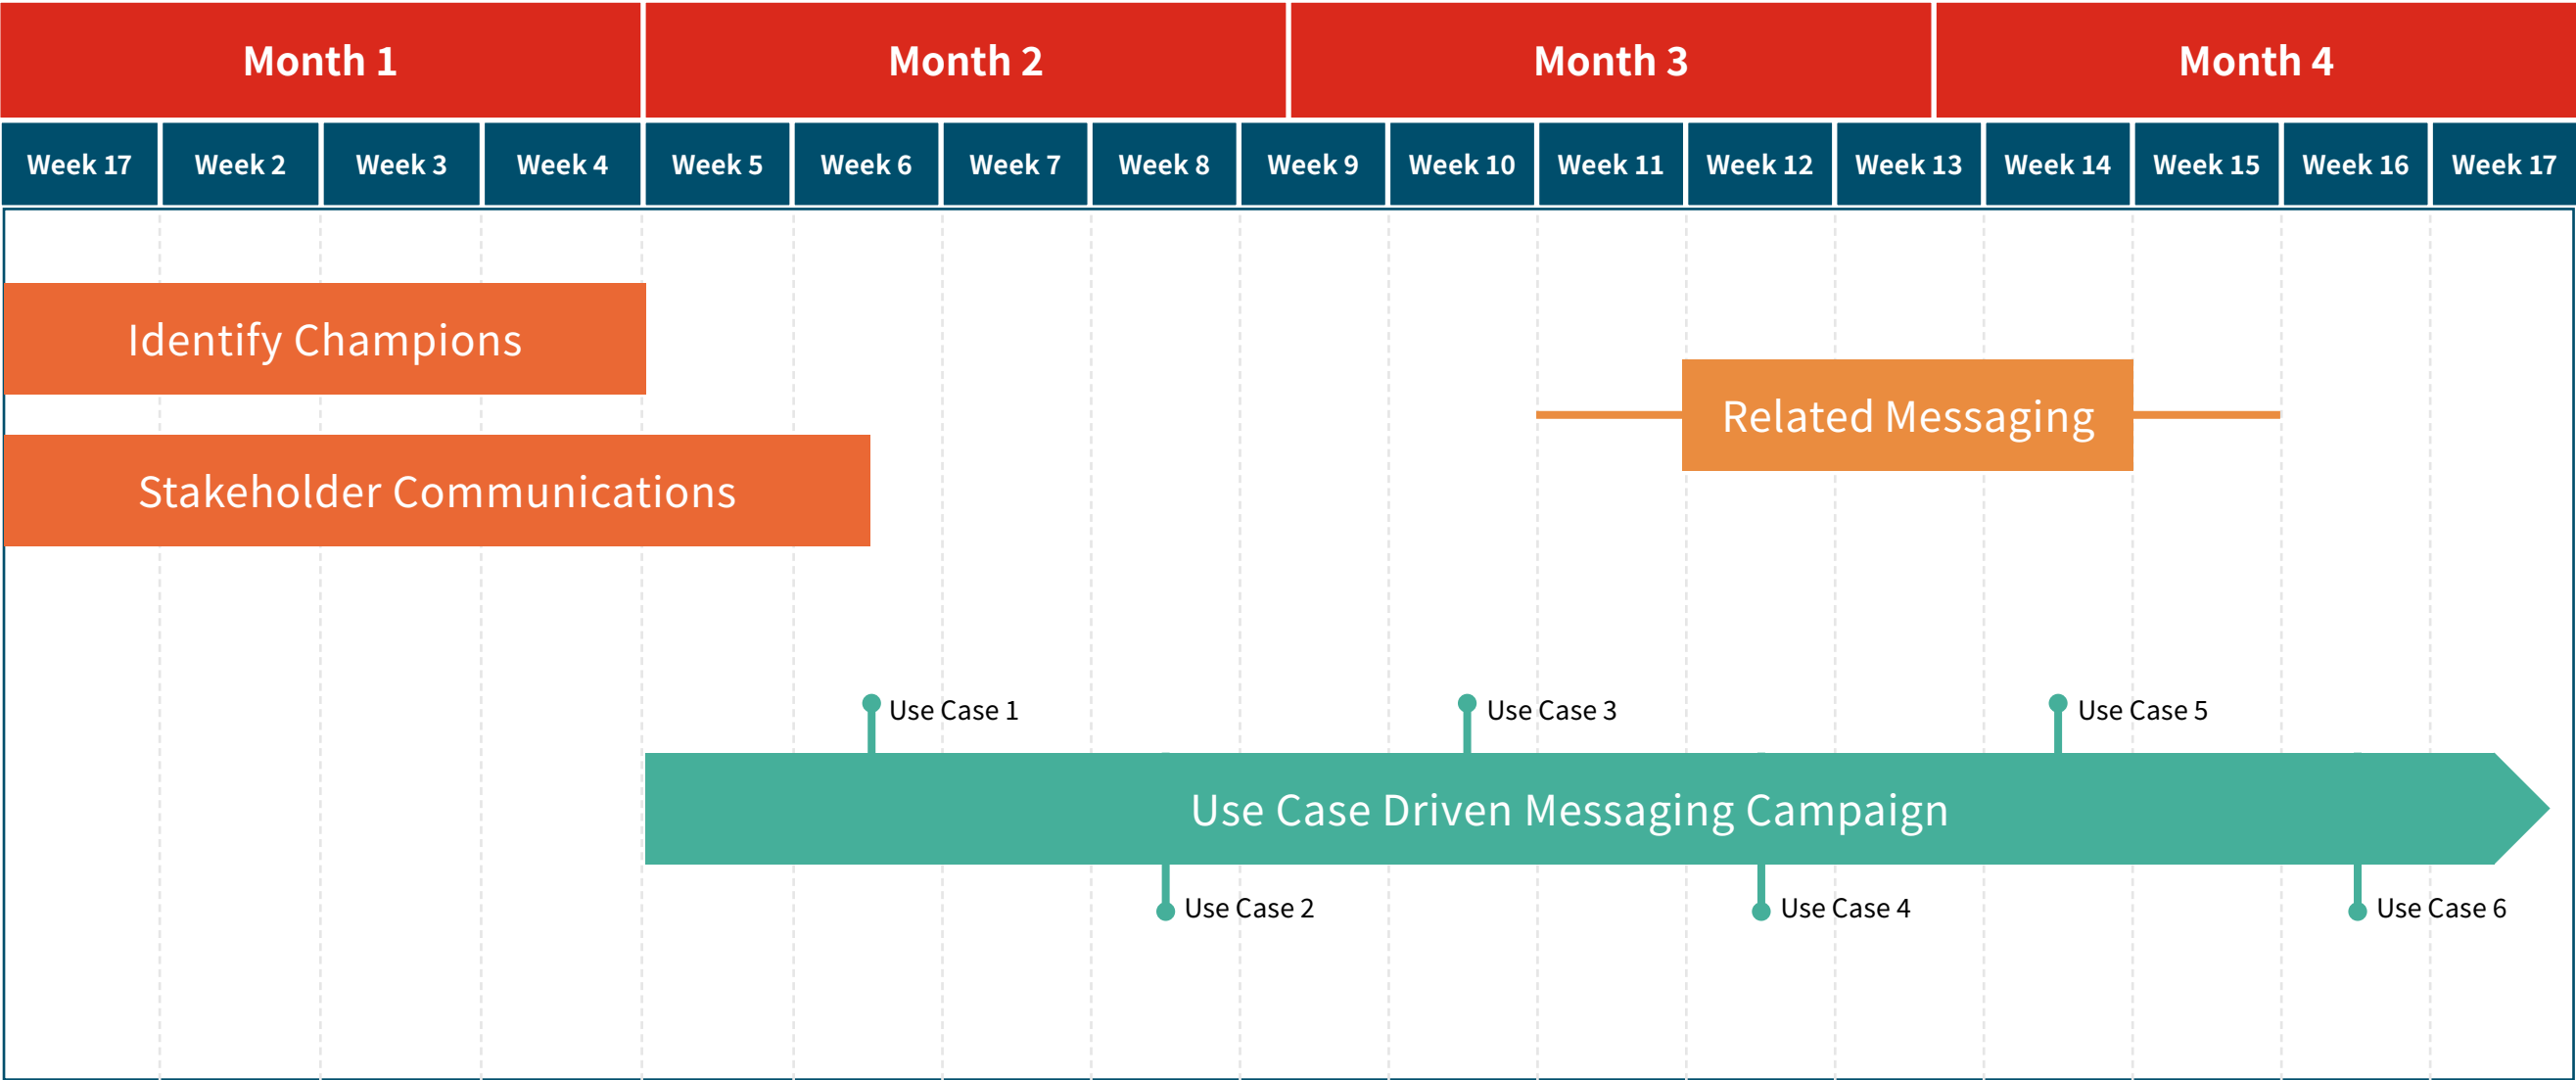 Month 1
Month 2
Month 3
Month 4
Week 17
Week 2
Week 3
Week 4
Week 5
Week 6
Week 7
Week 8
Week 9
Week 10
Week 11
Week 12
Week 13
Week 14
Week 15
Week 16
Week 17
Identify Champions
Related Messaging
Stakeholder Communications
Use Case 1
Use Case 3
Use Case 5
Use Case Driven Messaging Campaign
Use Case 2
Use Case 4
Use Case 6